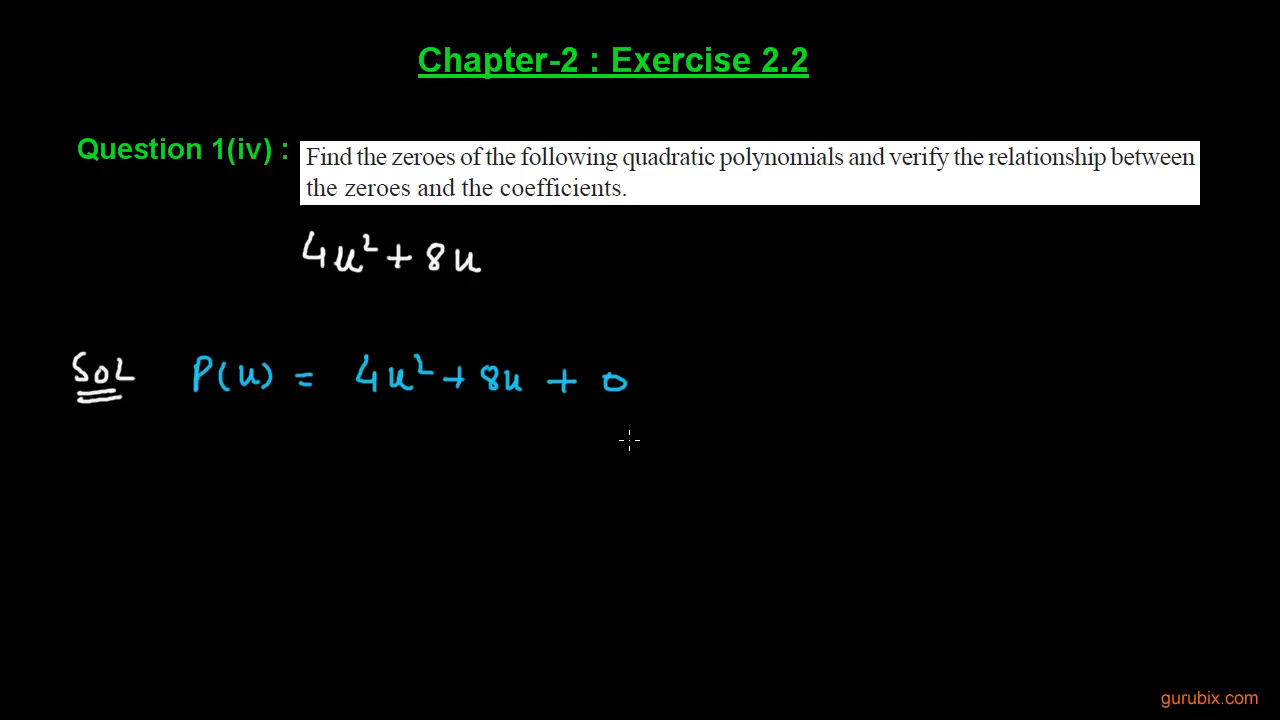 Chapter-2 : Exercise 2.2
Question 1(iv) :
Find the zeroes of the following quadratic polynomials and verify the relationship between
the zeroes and the coefficients.
4u² + 8u
SOL P(u) = 4u² + 8u + 0
gurubix.com